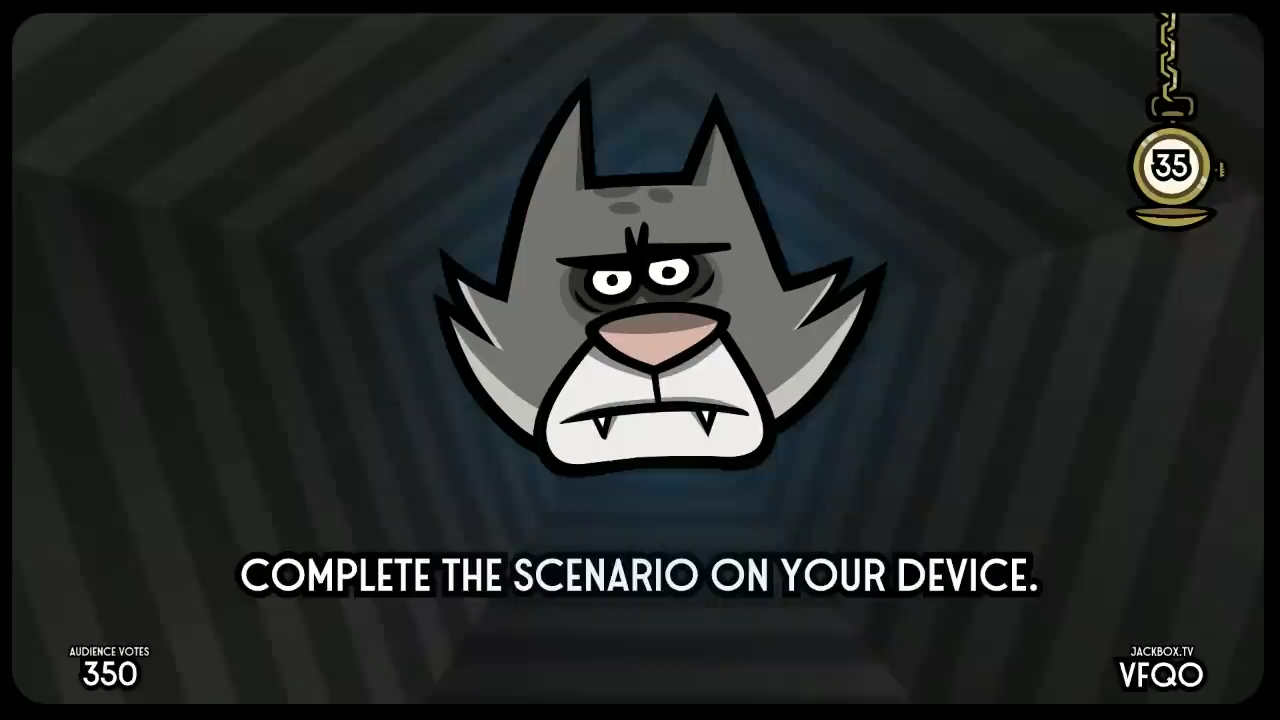 35
COMPLETE THE SCENARIO ON YOUR DEVICE.
AUDIENCE VOTES
350
JACKBOX.TV
VFQO